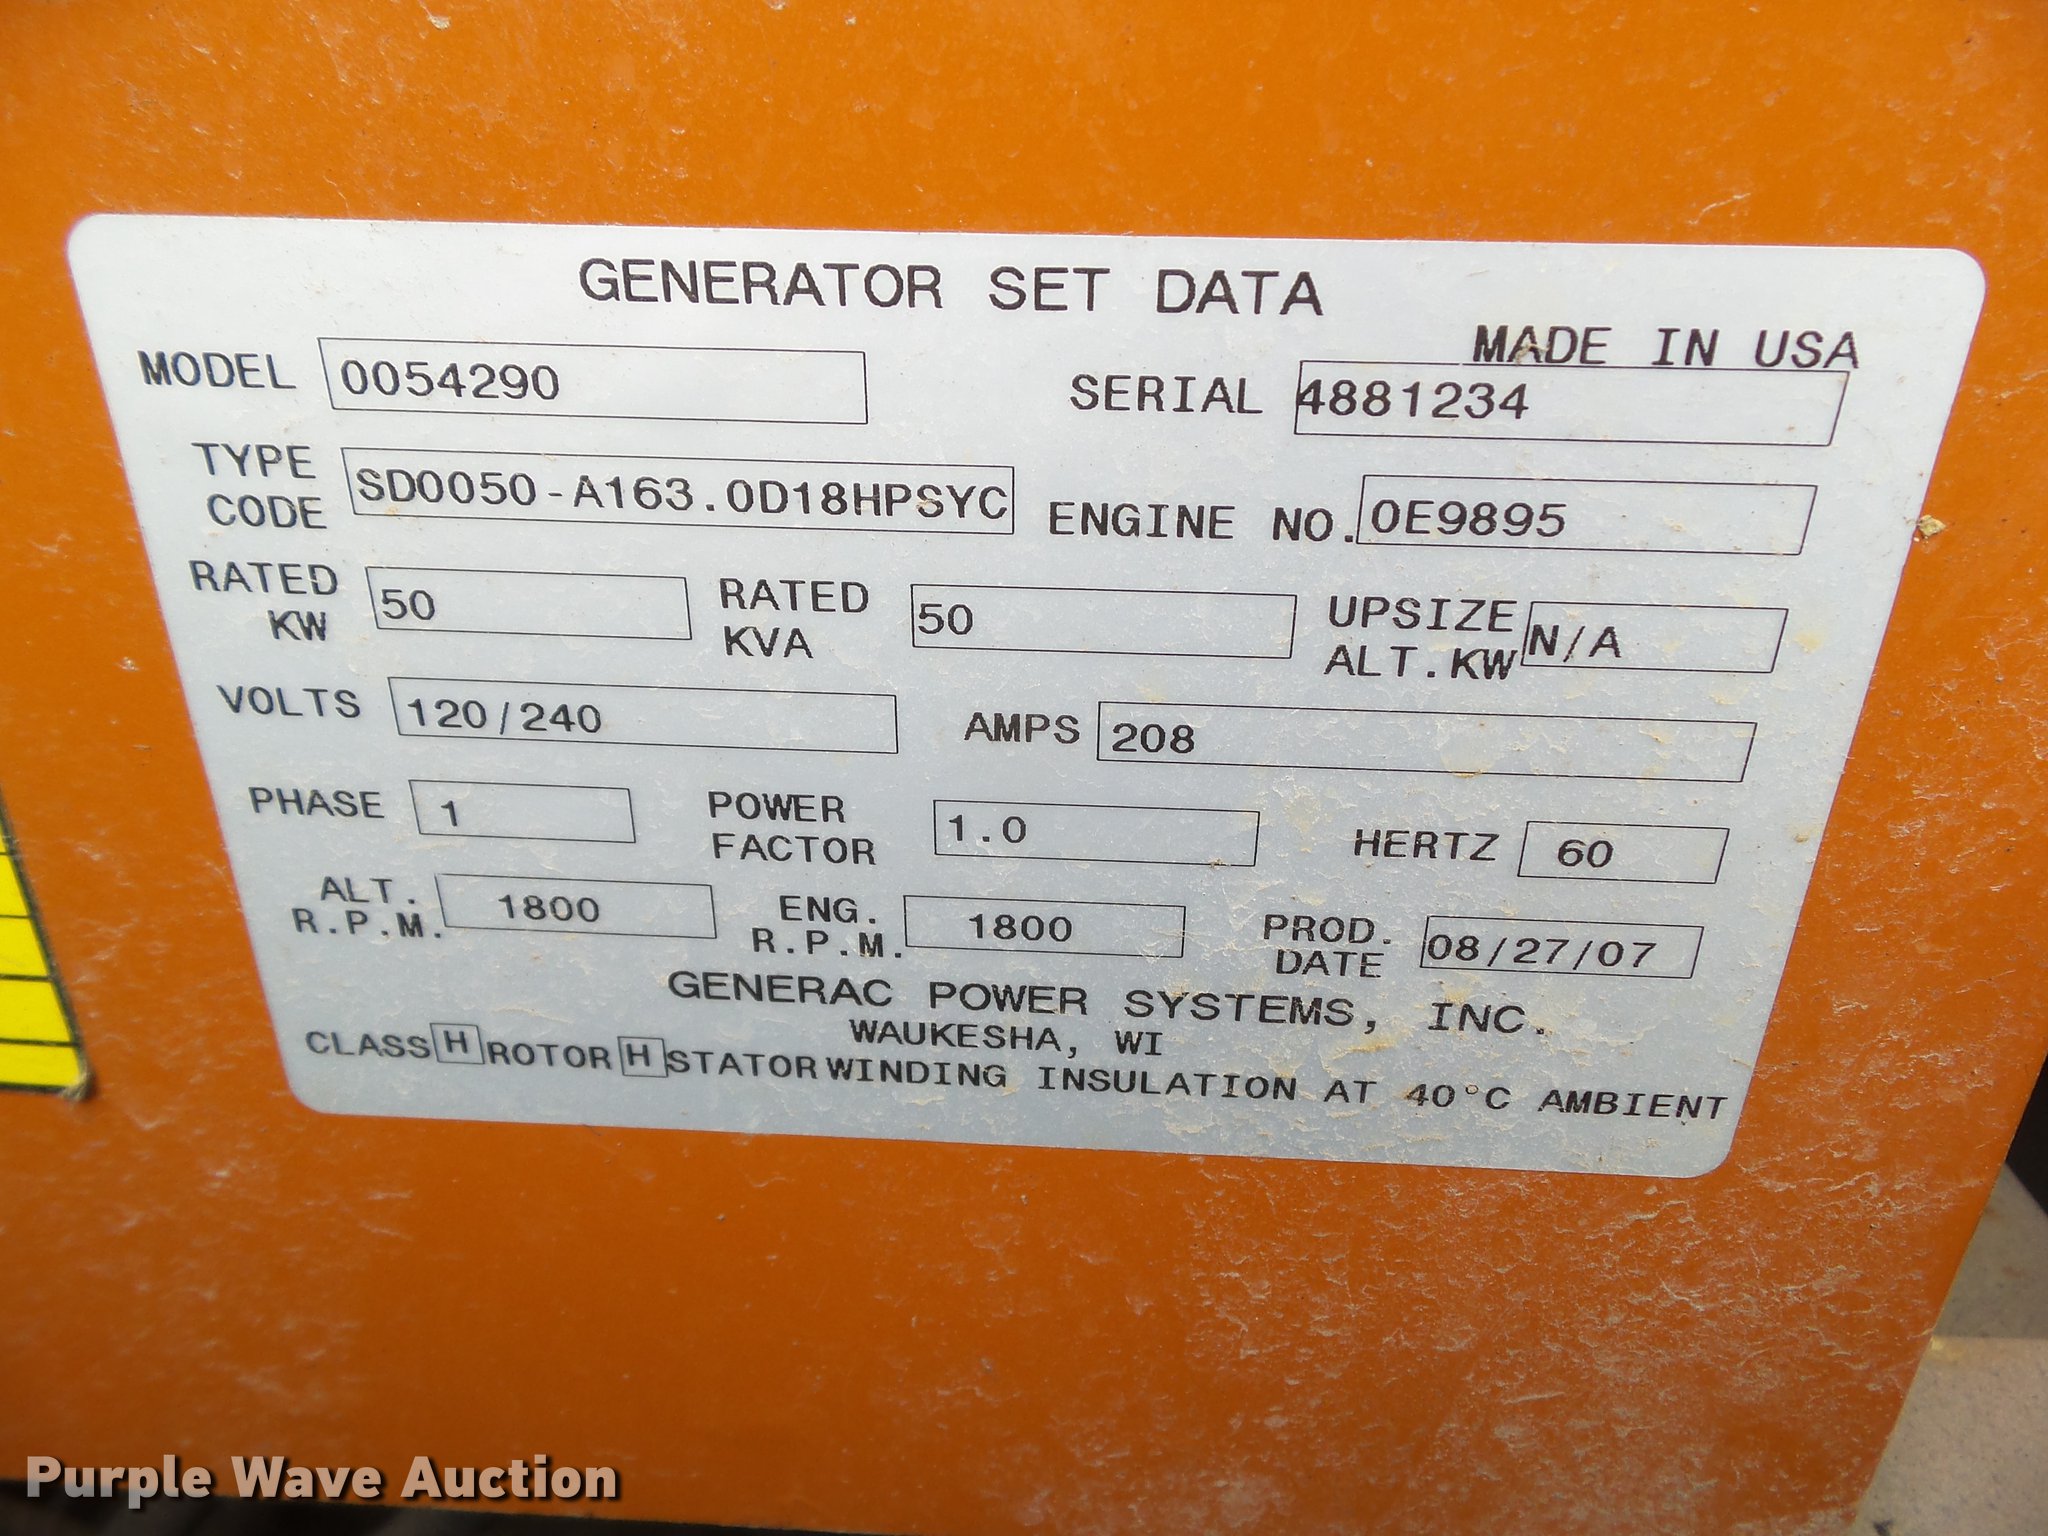 GENERATOR SET DATA
MADE IN USA
MODEL 0054290 SERIAL 4881234
TYPE CODE SD0050-A163.0D18HPSYC ENGINE NO. 0E9895
RATED KW 50 RATED KVA 50 UPSIZE ALT.KW N/A
VOLTS 120/240 AMPS 208
PHASE 1 POWER FACTOR 1.0 HERTZ 60
ALT. R.P.M. 1800 ENG. R.P.M. 1800 PROD. DATE 08/27/07
GENERAC POWER SYSTEMS, INC.
WAUKESHA, WI
CLASS H ROTOR H STATOR WINDING INSULATION AT 40°C AMBIENT
Purple Wave Auction